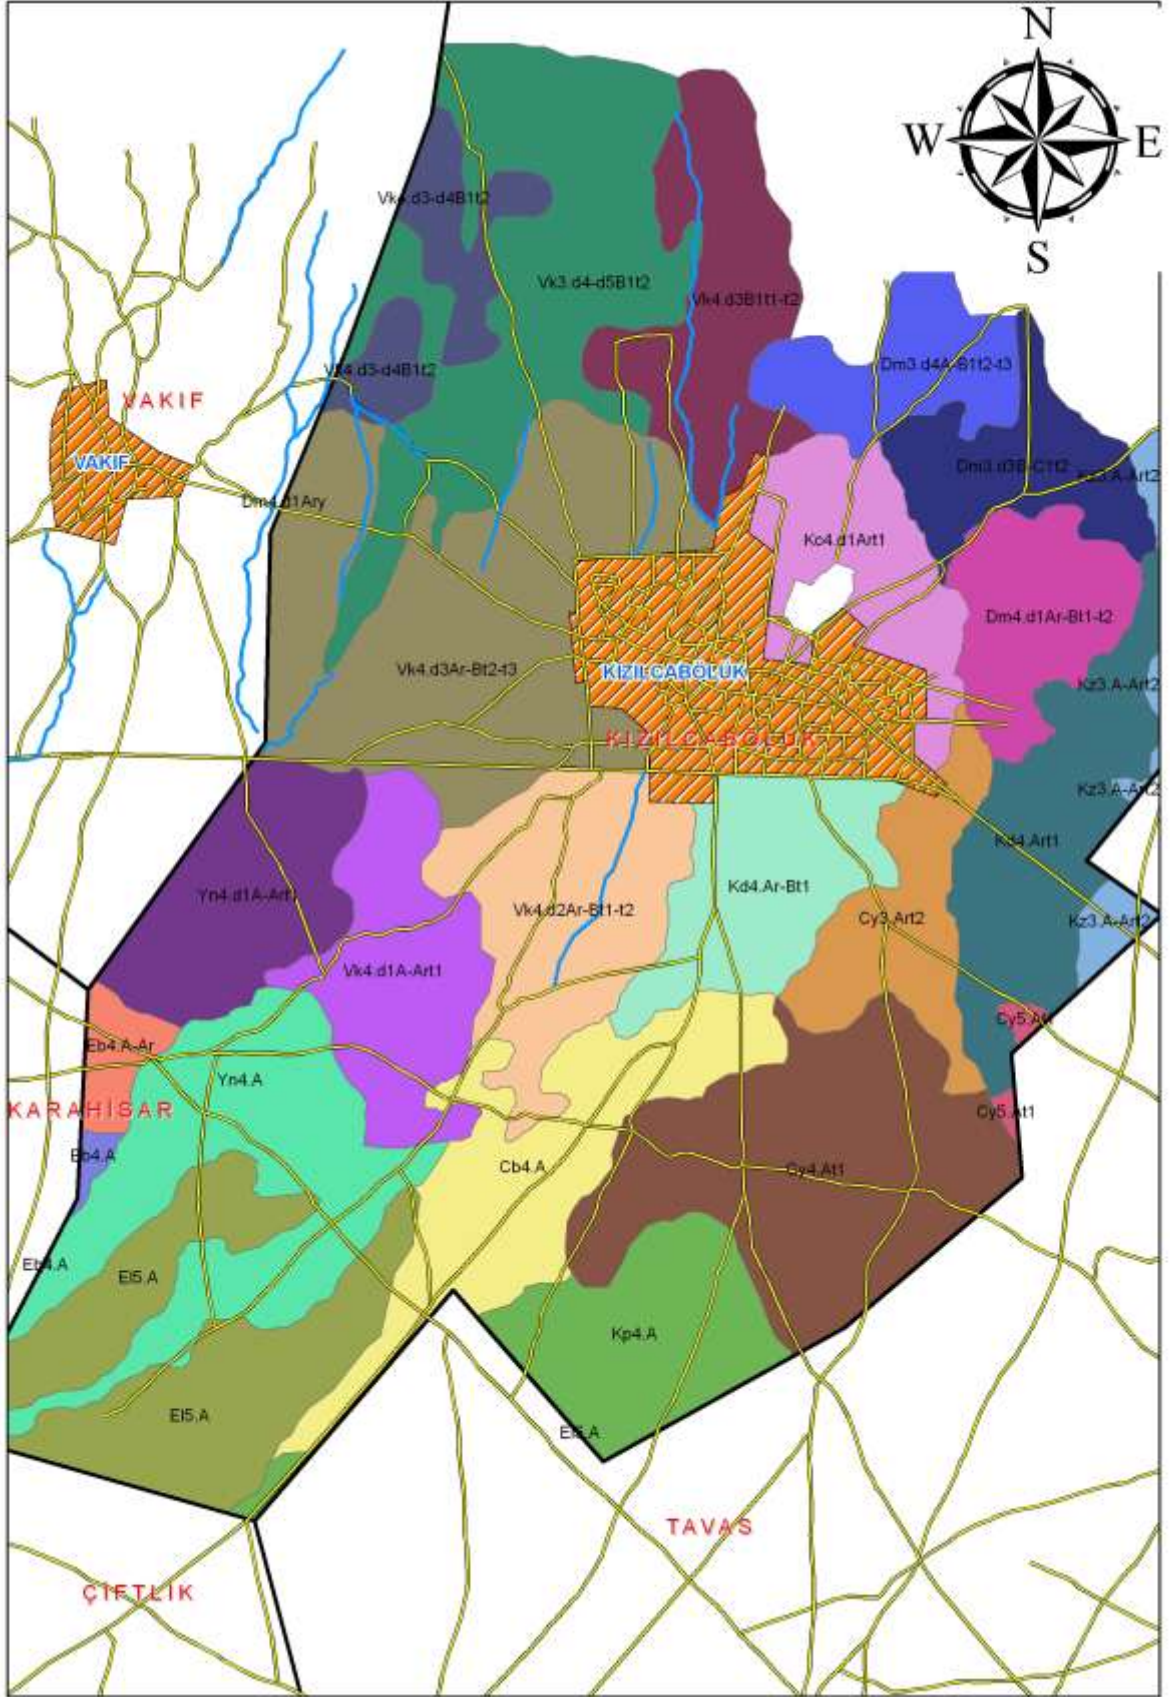 N
W
E
S
Vk4.d3-d4B1t2
Vk3.d4-d5B1t2
Vk4.d3B1t1-t2
Dm3.d4A-B1t2-t3
Vk4.d3-d4B1t2
VAKIF
VAKIF
Dm3.d3B-C1t2
Kz3.A-Art2
Dm4.d1Ary
Kc4.d1Art1
Dm4.d1Ar-Bt1-t2
Vk4.d3Ar-Bt2-t3
KIZILCABÖLÜK
Kz3.A-Art2
KIZILCABÖLÜK
Kz3.A-Art2
Kd4.Art1
Yn4.d1A-Art1
Kd4.Ar-Bt1
Vk4.d2Ar-Bt1-t2
Cy3.Art2
Kz3.A-Art2
Vk4.d1A-Art1
Cy5.At1
Eb4.A-Ar
Yn4.A
KARAHİSAR
Cy5.At1
Eb4.A
Cb4.A
Cy4.At1
Eb4.A
El5.A
Kp4.A
El5.A
El5.A
TAVAS
ÇİFTLİK